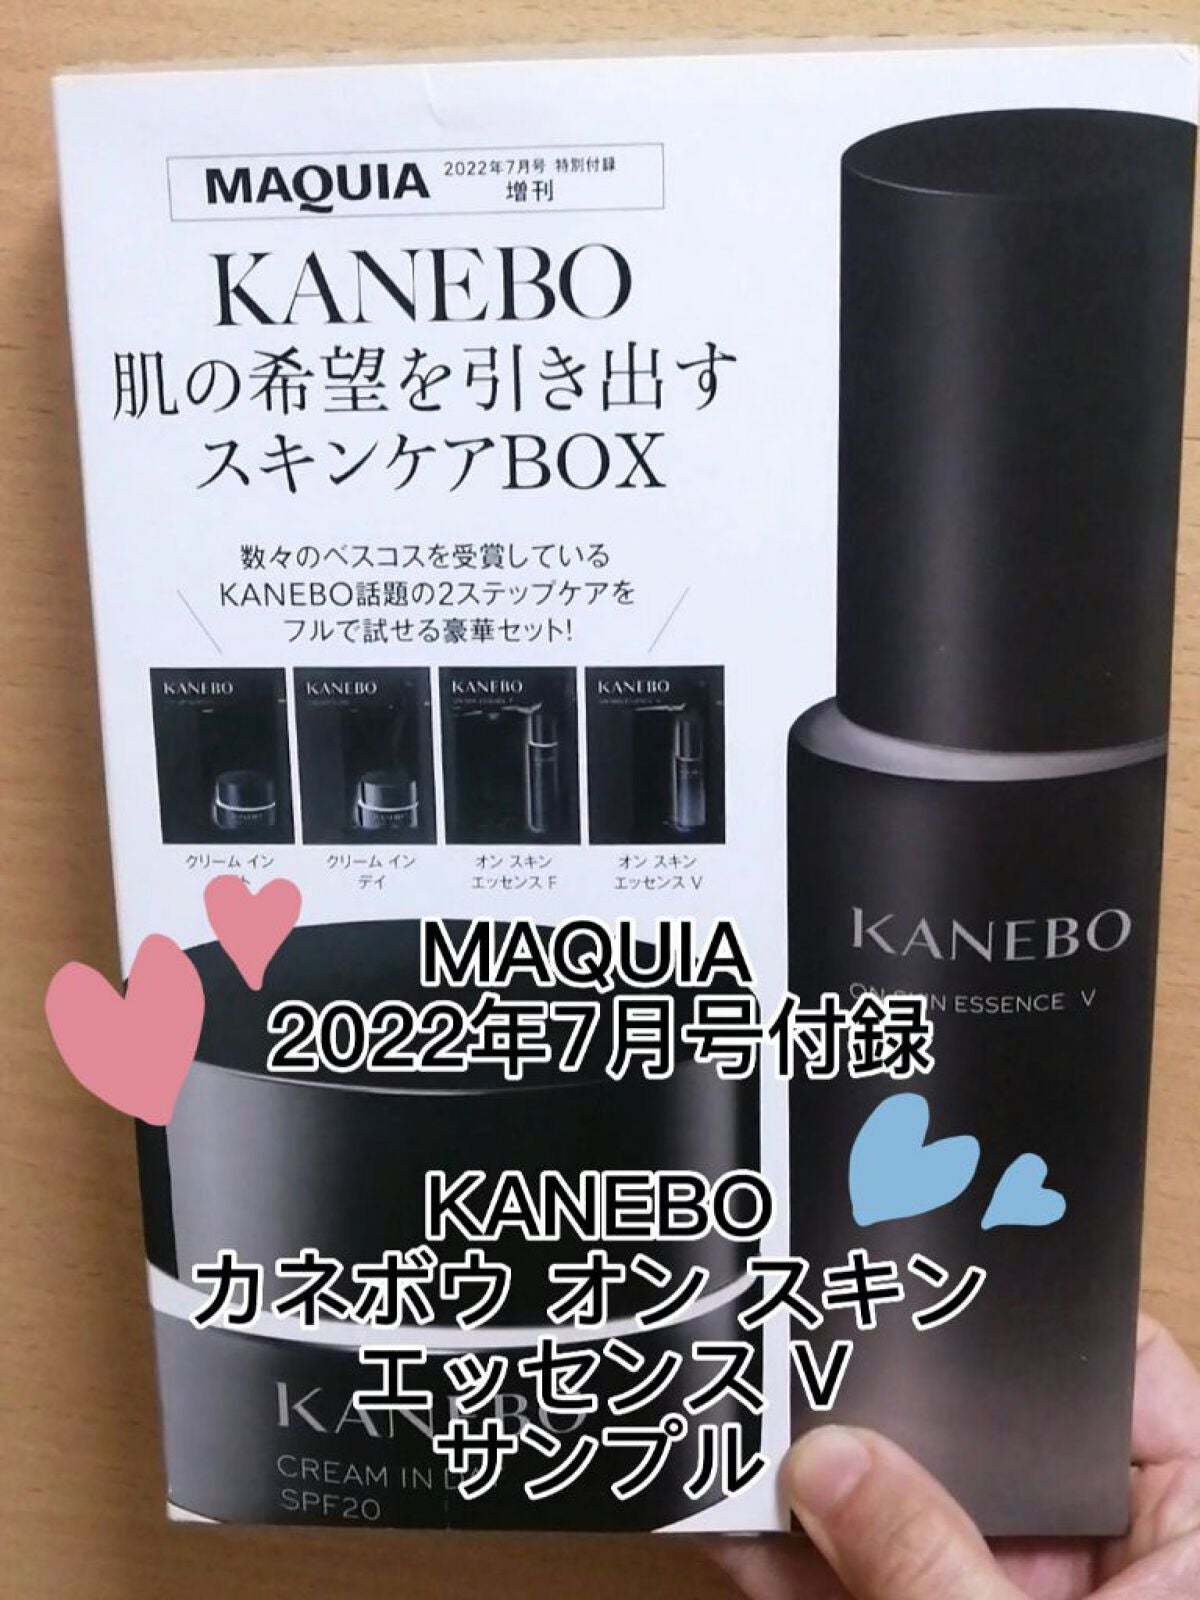 MAQUIA 2022年7月号 特別付録
増刊
KANEBO
肌の希望を引き出す
スキンケアBOX
数々のベスコスを受賞している
KANEBO話題の2ステップケアを
フルで試せる豪華セット!
KANEBO KANEBO KANEBO KANEBO
クリーム イン クリーム イン オン スキン オン スキン
デイ エッセンス F エッセンス V
KANEBO
ON SKIN ESSENCE V
MAQUIA
2022年7月号付録
KANEBO
カネボウ オン スキン
エッセンス V
サンプル
KANEBO
CREAM IN DAY
SPF20